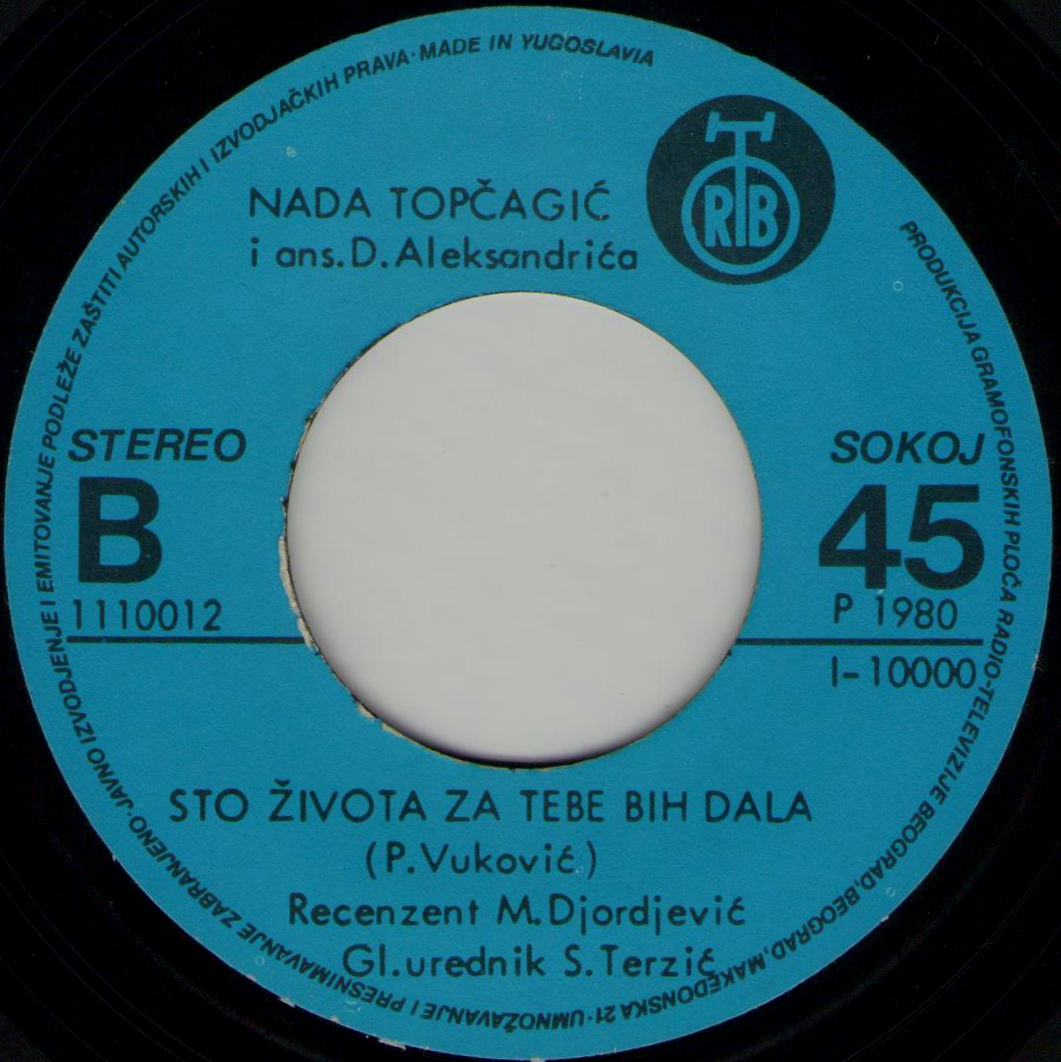 PRODUKCIJA GRAMOFONSKIH PLOČA RADIO-TELEVIZIJE BEOGRAD, BEOGRAD, MAKEDONSKA 21 · UMNOŽAVANJE I PRESNIMAVANJE ZABRANJENO · JAVNO IZVODJENJE I EMITOVANJE PODLEŽE ZAŠTITI AUTORSKIH I IZVODJAČKIH PRAVA · MADE IN YUGOSLAVIA
RTB
NADA TOPČAGIĆ
i ans.D.Aleksandrića
STEREO
B
1110012
SOKOJ
45
P 1980
I-10000
STO ŽIVOTA ZA TEBE BIH DALA
(P.Vuković)
Recenzent M.Djordjević
Gl.urednik S.Terzić